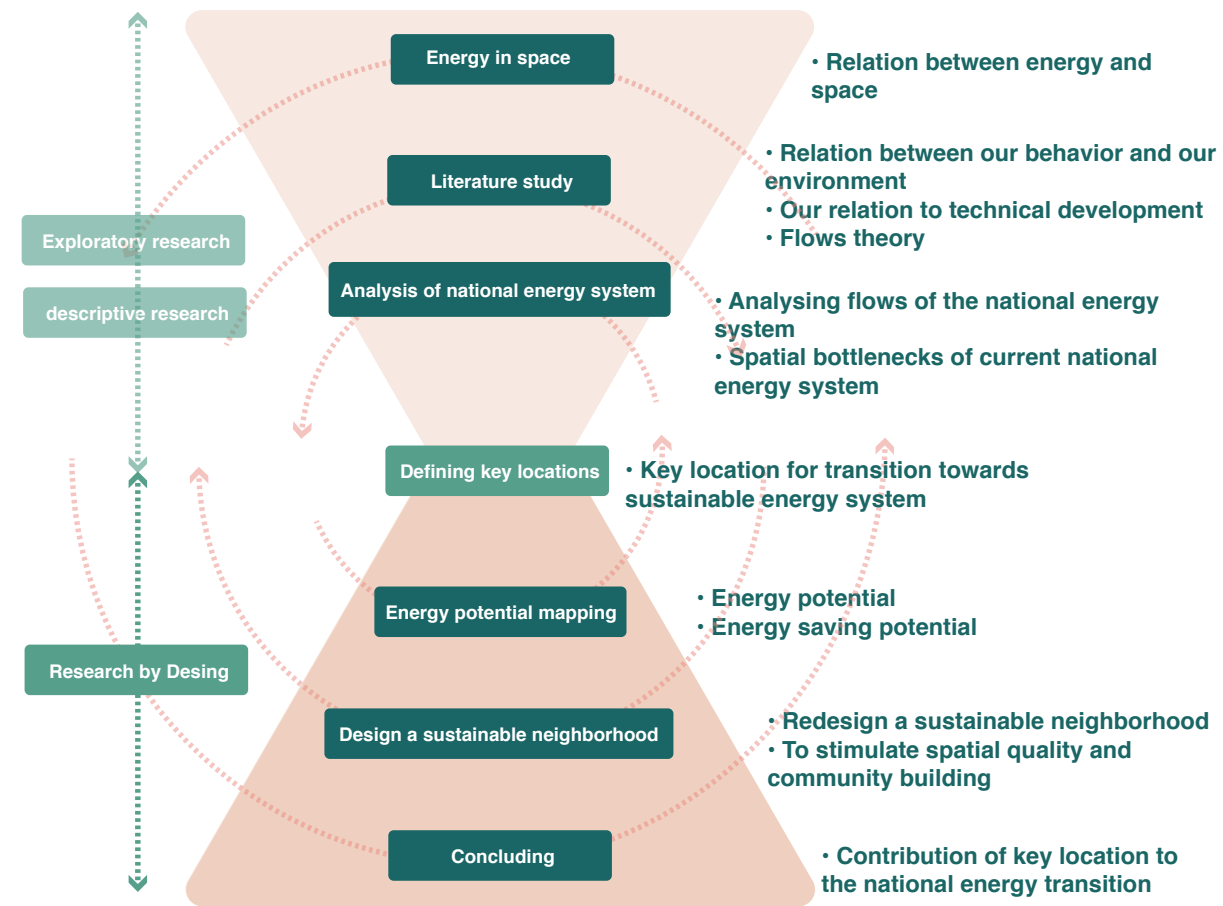 Energy in space
• Relation between energy and
space
Literature study
• Relation between our behavior and our
environment
• Our relation to technical development
• Flows theory
Exploratory research
descriptive research
Analysis of national energy system
• Analysing flows of the national energy
system
• Spatial bottlenecks of current national
energy system
Defining key locations
• Key location for transition towards
sustainable energy system
Energy potential mapping
• Energy potential
• Energy saving potential
Research by Desing
Design a sustainable neighborhood
• Redesign a sustainable neighborhood
• To stimulate spatial quality and
community building
Concluding
• Contribution of key location to
the national energy transition